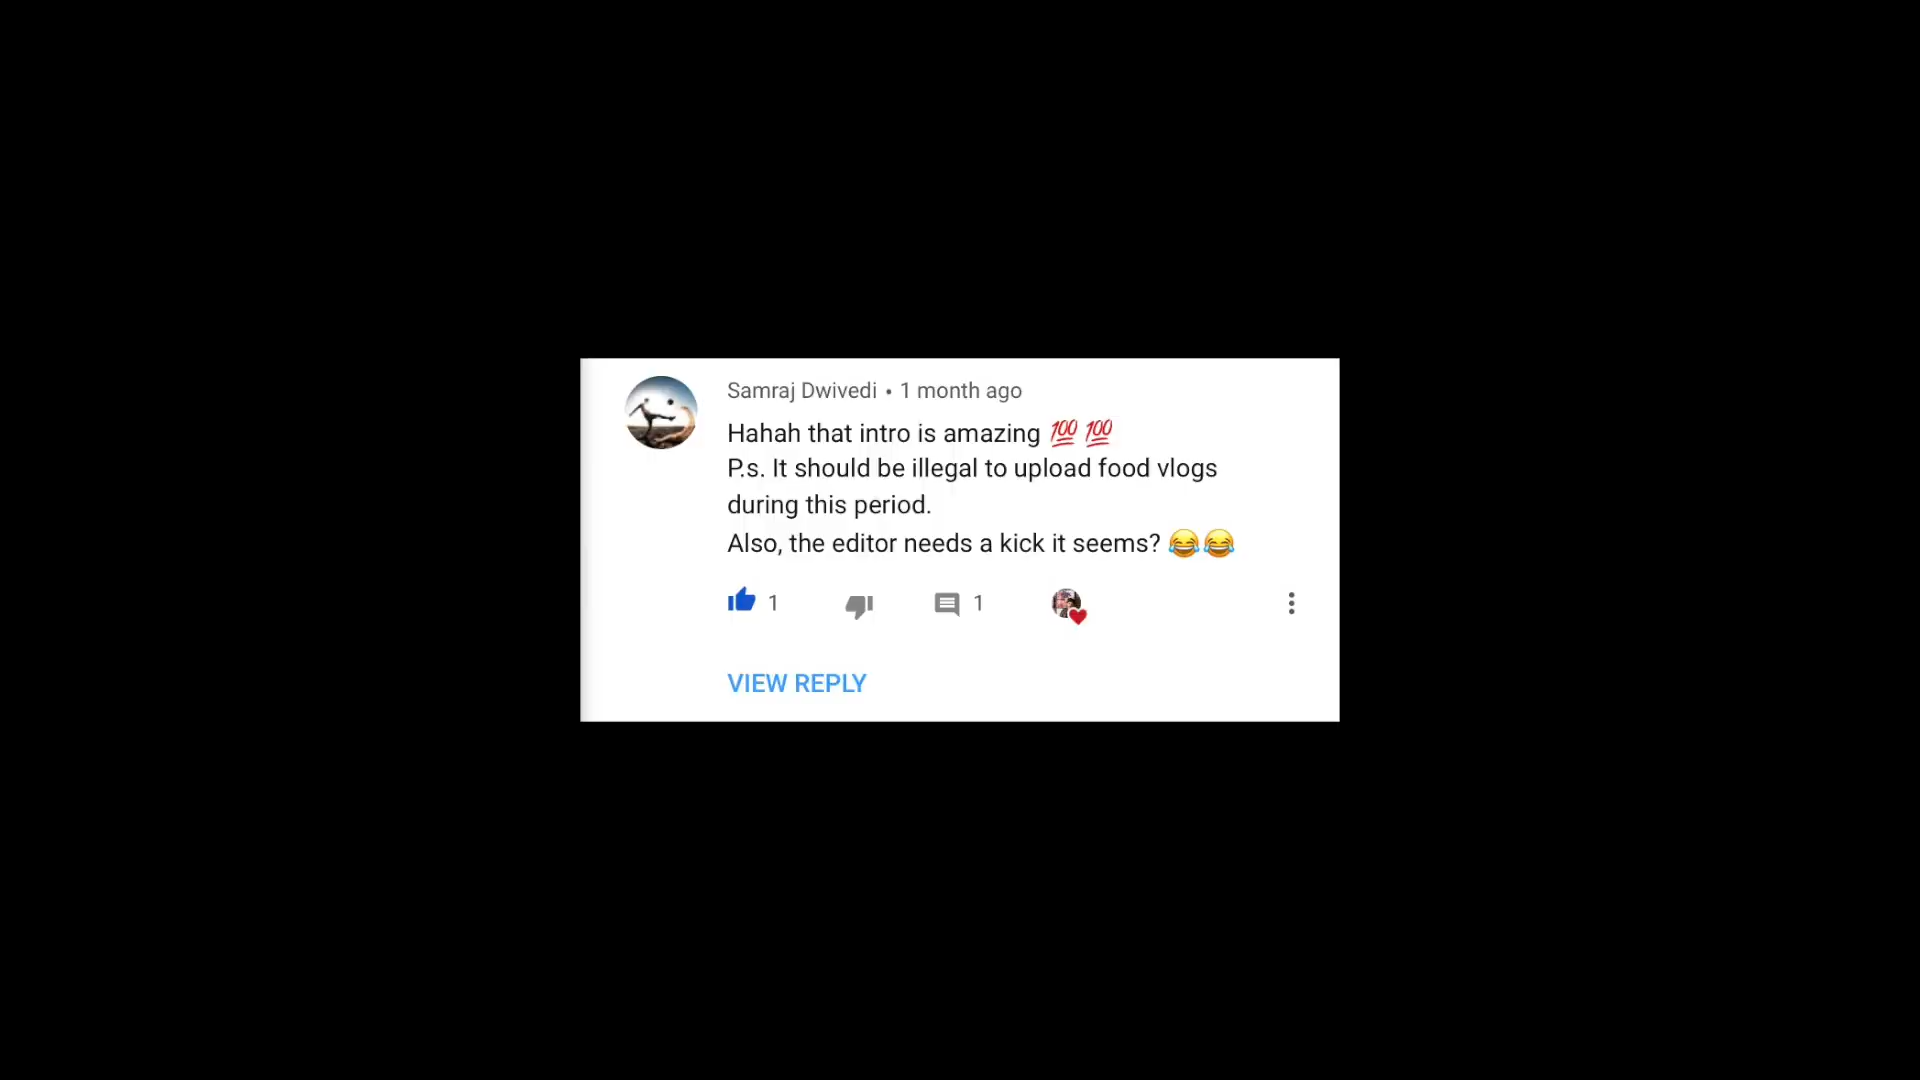 Samraj Dwivedi • 1 month ago
Hahah that intro is amazing 💯 💯
P.s. It should be illegal to upload food vlogs
during this period.
Also, the editor needs a kick it seems? 😂😂
1 1
VIEW REPLY